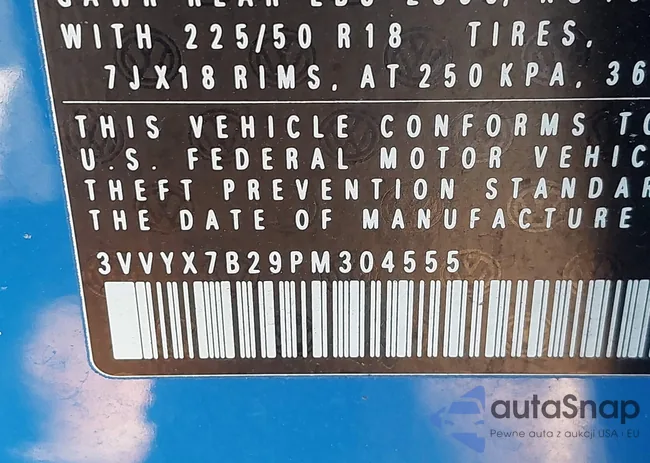 WITH 225/50 R18 TIRES,
7JX18 RIMS, AT 250 KPA, 36
THIS VEHICLE CONFORMS TO
U.S. FEDERAL MOTOR VEHIC
THEFT PREVENTION STANDAR
THE DATE OF MANUFACTURE
3VVYX7B29PM304555
autaSnap
Pewne auta z aukcji USA i EU